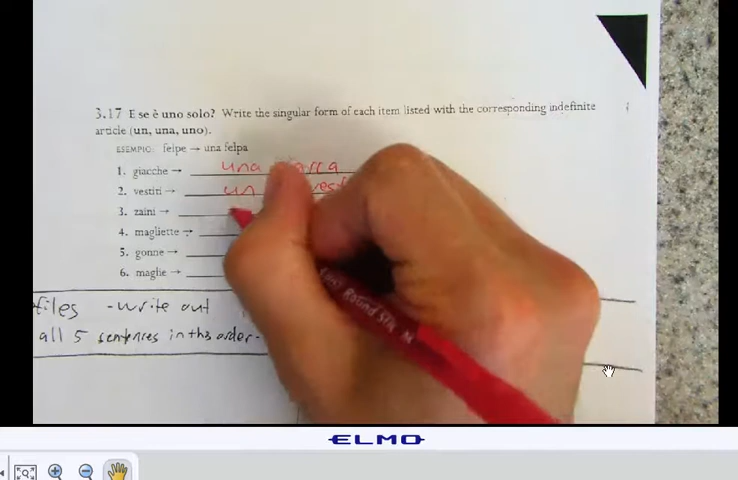 3.17 E se è uno solo? Write the singular form of each item listed with the corresponding indefinite
article (un, una, uno).
ESEMPIO: felpe → una felpa
1. giacche → una
2. vestiti → un
3. zaini →
4. magliette →
5. gonne →
6. maglie →
files - write out
all 5 sentences in this order-
ELMO